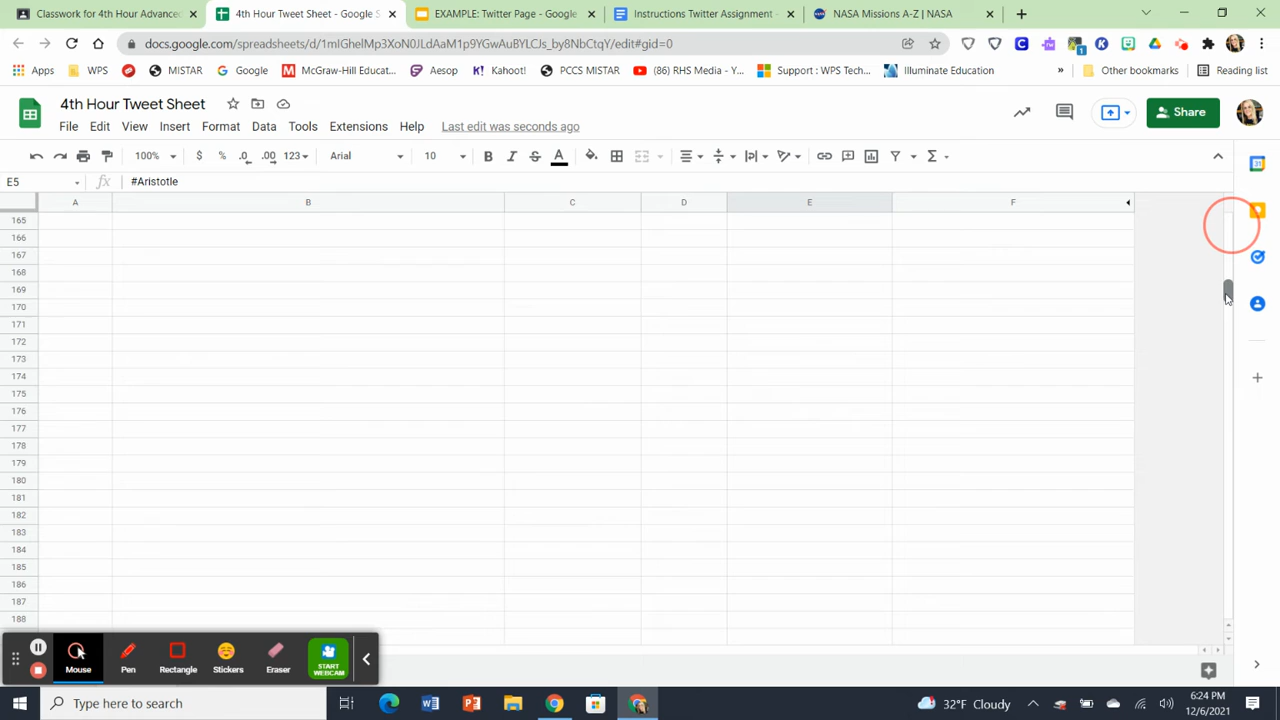 Classwork for 4th Hour Advanced
4th Hour Tweet Sheet - Google S
EXAMPLE: Twitter Page - Google
Instructions Twitter Assignment -
NASA Missions A-Z | NASA
docs.google.com/spreadsheets/d/
/edit#gid=0
Apps
WPS
MISTAR
Google
McGraw-Hill Educat...
Aesop
Kahoot!
PCCS MISTAR
(86) RHS Media - Y...
Support : WPS Tech...
Illuminate Education
»
Other bookmarks
Reading list
4th Hour Tweet Sheet
Share
File Edit View Insert Format Data Tools Extensions Help Last edit was seconds ago
100% $ % .0 .00 123 Arial 10 B I S A Σ
E5 fx #Aristotle
A B C D E F
165
166
167
168
169
170
171
172
173
174
175
176
177
178
179
180
181
182
183
184
185
186
187
188
Mouse Pen Rectangle Stickers Eraser START WEBCAM
Type here to search
32°F Cloudy
6:24 PM
12/6/2021